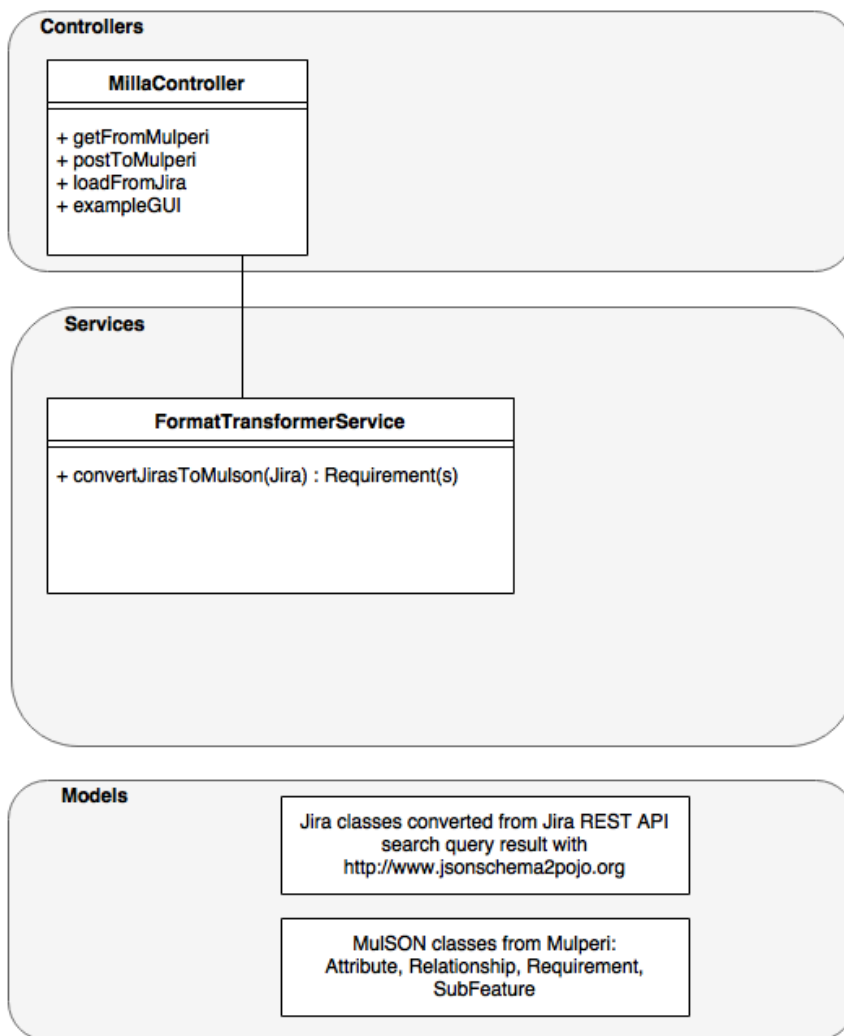 Controllers
MillaController
+ getFromMulperi
+ postToMulperi
+ loadFromJira
+ exampleGUI
Services
FormatTransformerService
+ convertJirasToMulson(Jira) : Requirement(s)
Models
Jira classes converted from Jira REST API
search query result with
http://www.jsonschema2pojo.org
MulSON classes from Mulperi:
Attribute, Relationship, Requirement,
SubFeature